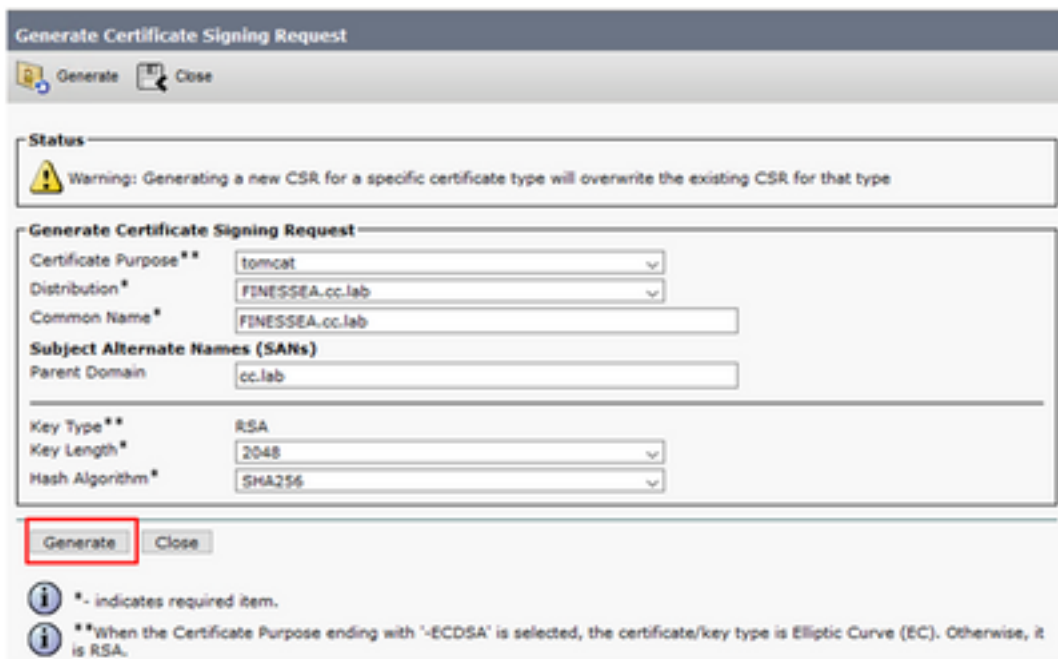 Generate Certificate Signing Request
Generate Close
Status
Warning: Generating a new CSR for a specific certificate type will overwrite the existing CSR for that type
Generate Certificate Signing Request
Certificate Purpose** tomcat
Distribution* FINESSEA.cc.lab
Common Name* FINESSEA.cc.lab
Subject Alternate Names (SANs)
Parent Domain cc.lab
Key Type** RSA
Key Length* 2048
Hash Algorithm* SHA256
Generate Close
*- indicates required item.
**When the Certificate Purpose ending with '-ECDSA' is selected, the certificate/key type is Elliptic Curve (EC). Otherwise, it
is RSA.